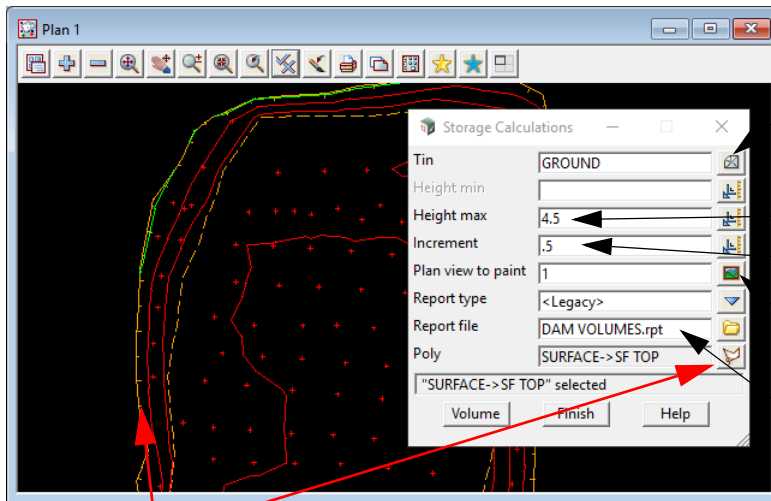 Plan 1
Storage Calculations
Tin GROUND
Height min
Height max 4.5
Increment .5
Plan view to paint 1
Report type <Legacy>
Report file DAM VOLUMES.rpt
Poly SURFACE->SF TOP
"SURFACE->SF TOP" selected
Volume Finish Help